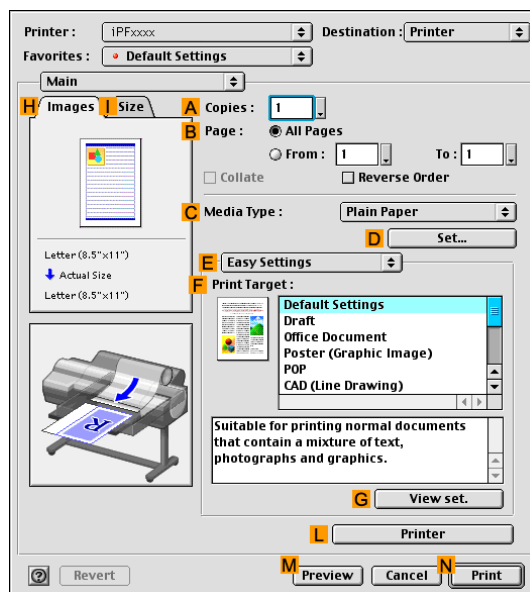 Printer : iPFxxxx Destination : Printer
Favorites : Default Settings
Main
H Images I Size
A Copies : 1
B Page : All Pages
From : 1 To : 1
Collate Reverse Order
C Media Type : Plain Paper
D Set...
Letter (8.5"x11")
Actual Size
Letter (8.5"x11")
E Easy Settings
F Print Target :
Default Settings
Draft
Office Document
Poster (Graphic Image)
POP
CAD (Line Drawing)
Suitable for printing normal documents
that contain a mixture of text,
photographs and graphics.
R
G View set.
L Printer
? Revert M Preview Cancel N Print